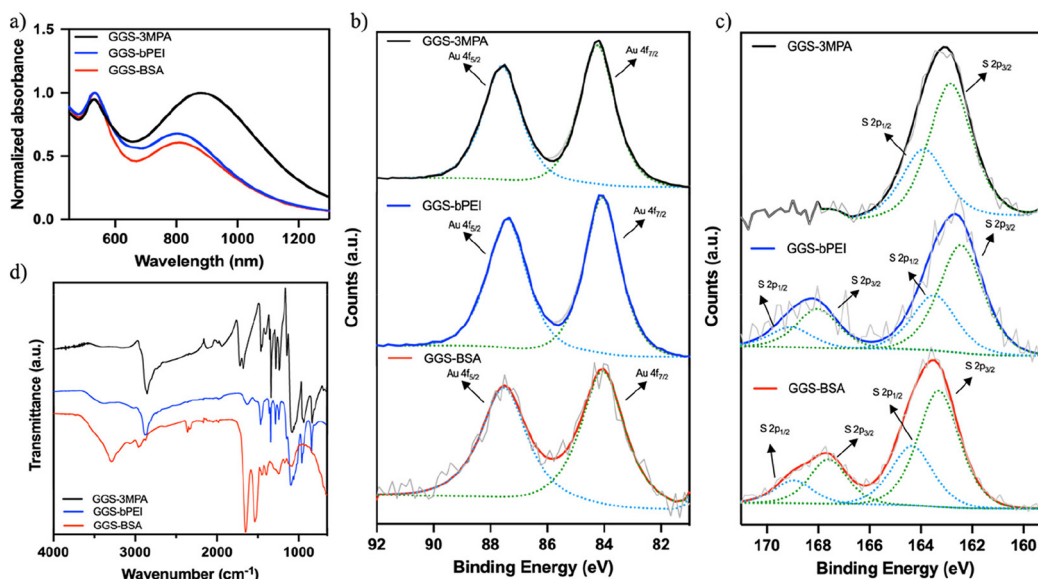 a)
Normalized absorbance
1.5
1.0
0.5
0.0
GGS-3MPA
GGS-bPEI
GGS-BSA
600 800 1000 1200
Wavelength (nm)
d)
Transmittance (a.u.)
GGS-3MPA
GGS-bPEI
GGS-BSA
4000 3000 2000 1000
Wavenumber (cm⁻¹)
b)
Counts (a.u.)
GGS-3MPA
Au 4f₅/₂
Au 4f₇/₂
GGS-bPEI
Au 4f₅/₂
Au 4f₇/₂
GGS-BSA
Au 4f₅/₂
Au 4f₇/₂
92 90 88 86 84 82
Binding Energy (eV)
c)
Counts (a.u.)
GGS-3MPA
S 2p₃/₂
S 2p₁/₂
GGS-bPEI
S 2p₃/₂
S 2p₁/₂
S 2p₁/₂
S 2p₃/₂
GGS-BSA
S 2p₃/₂
S 2p₁/₂
S 2p₁/₂
S 2p₃/₂
170 168 166 164 162 160
Binding Energy (eV)